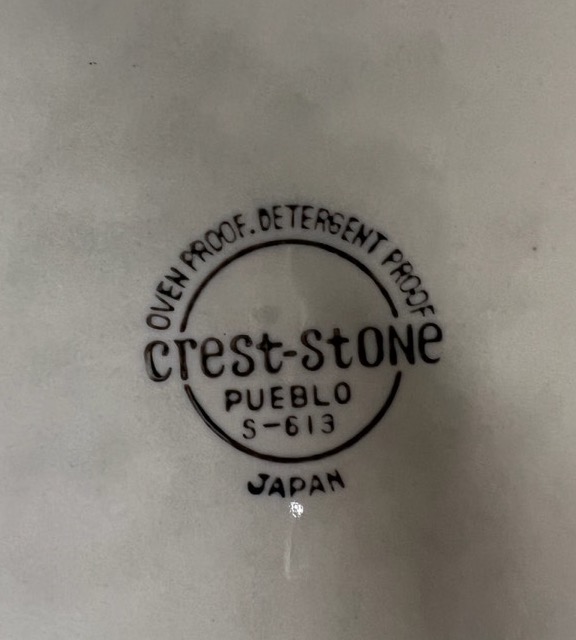 OVEN PROOF. DETERGENT PROOF
crest-stone
PUEBLO
S-613
JAPAN